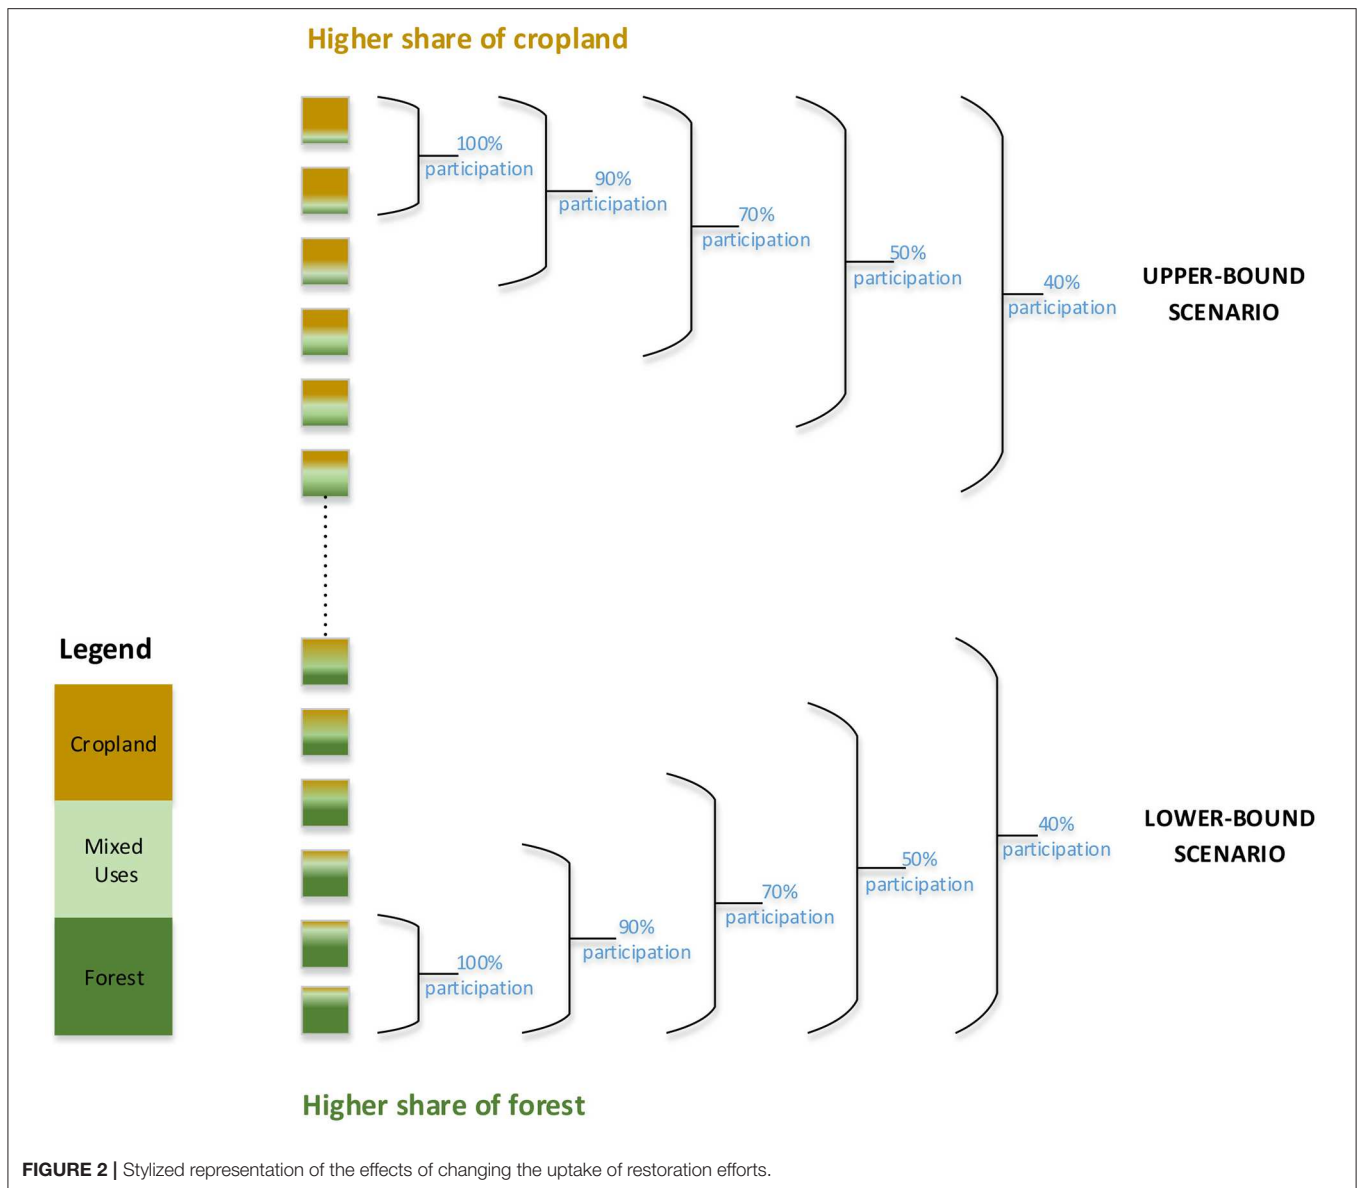 Higher share of cropland
100%
participation
90%
participation
70%
participation
50%
participation
40%
participation
UPPER-BOUND
SCENARIO
Legend
Cropland
Mixed
Uses
Forest
100%
participation
90%
participation
70%
participation
50%
participation
40%
participation
LOWER-BOUND
SCENARIO
Higher share of forest
FIGURE 2 | Stylized representation of the effects of changing the uptake of restoration efforts.